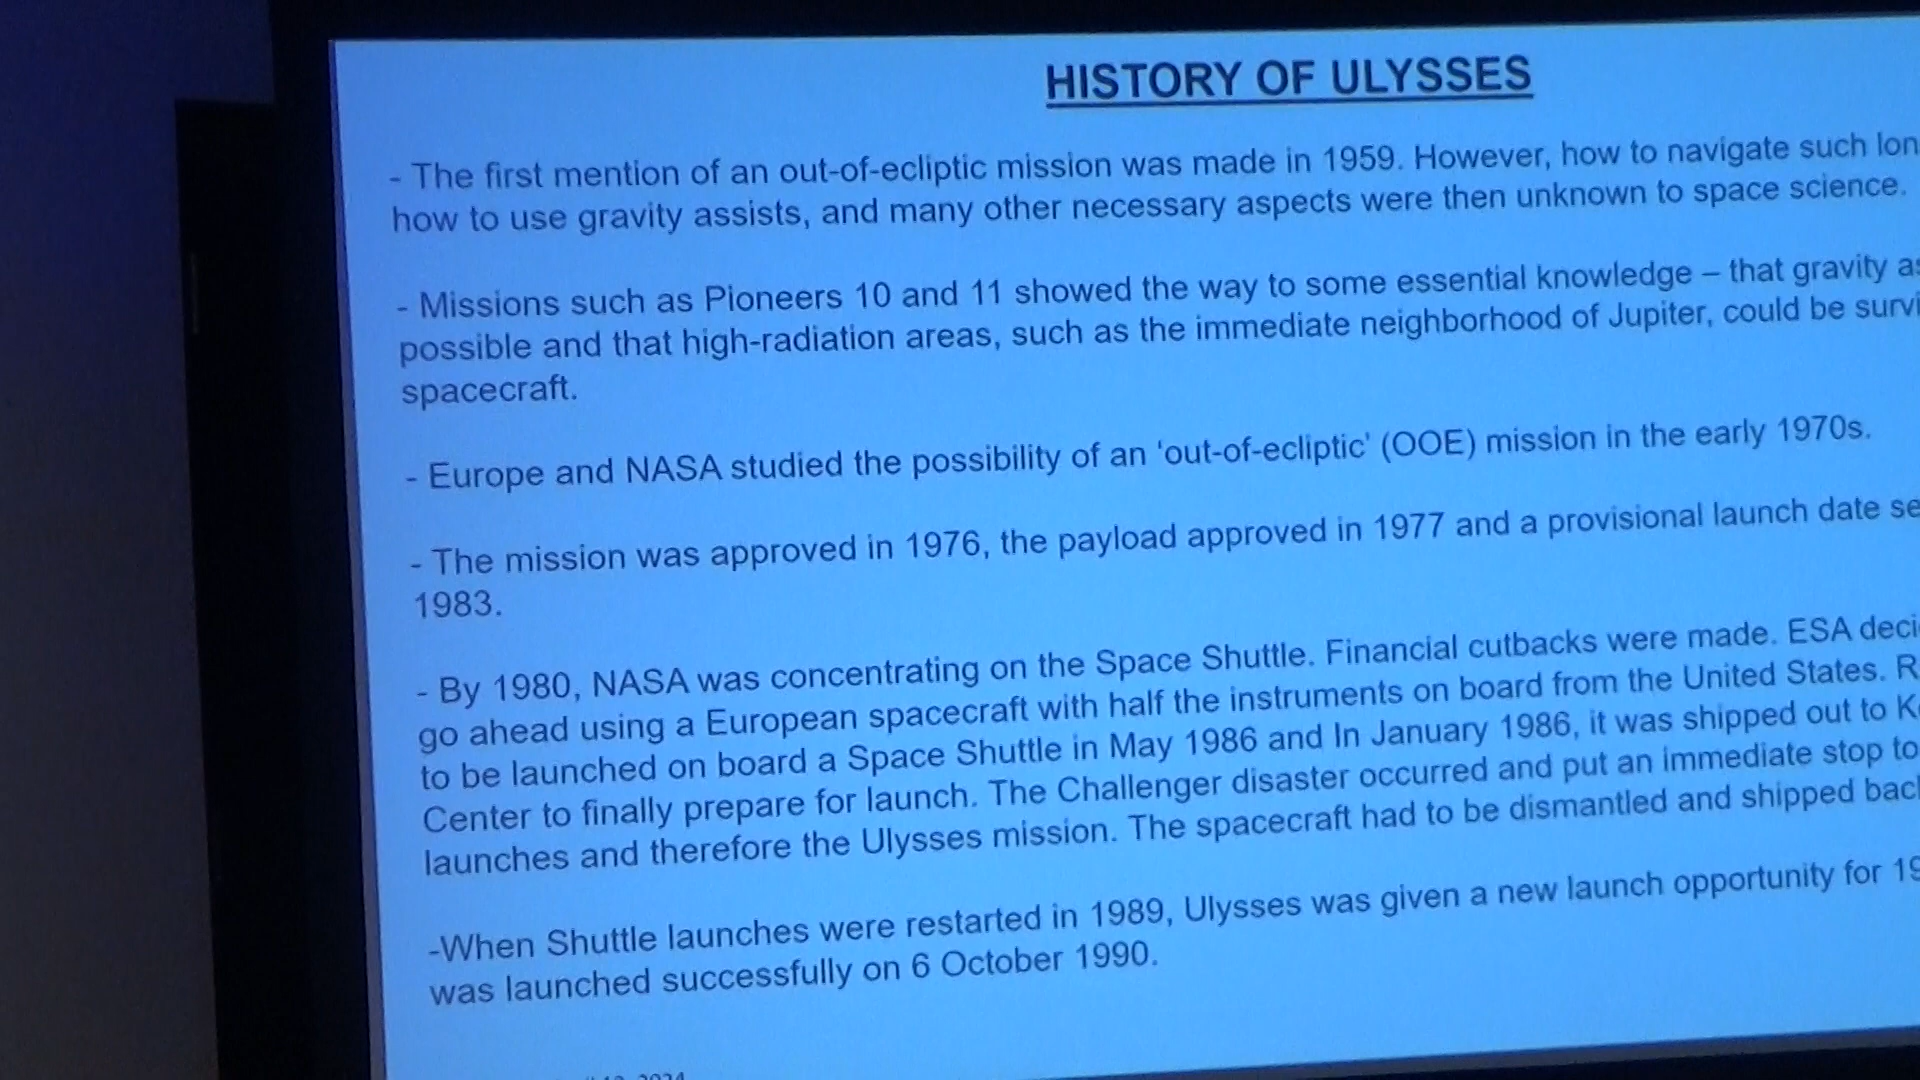 HISTORY OF ULYSSES
- The first mention of an out-of-ecliptic mission was made in 1959. However, how to navigate such
how to use gravity assists, and many other necessary aspects were then unknown to space science.
- Missions such as Pioneers 10 and 11 showed the way to some essential knowledge – that gravity
possible and that high-radiation areas, such as the immediate neighborhood of Jupiter, could be
spacecraft.
- Europe and NASA studied the possibility of an ‘out-of-ecliptic’ (OOE) mission in the early 1970s.
- The mission was approved in 1976, the payload approved in 1977 and a provisional launch date
1983.
- By 1980, NASA was concentrating on the Space Shuttle. Financial cutbacks were made. ESA
go ahead using a European spacecraft with half the instruments on board from the United States.
to be launched on board a Space Shuttle in May 1986 and In January 1986, it was shipped out to
Center to finally prepare for launch. The Challenger disaster occurred and put an immediate stop to
launches and therefore the Ulysses mission. The spacecraft had to be dismantled and shipped
-When Shuttle launches were restarted in 1989, Ulysses was given a new launch opportunity for
was launched successfully on 6 October 1990.